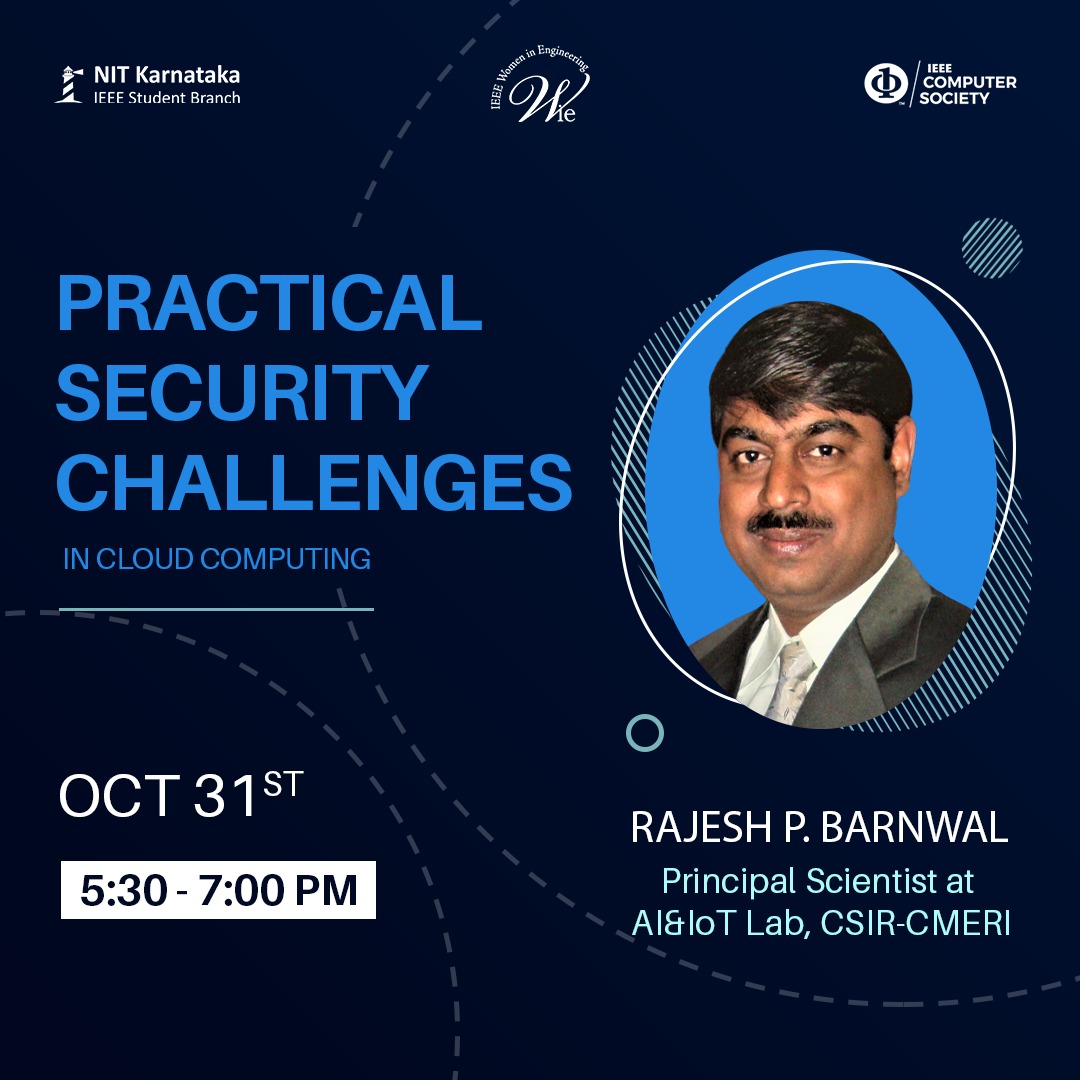 NIT Karnataka
IEEE Student Branch
IEEE Women in Engineering
Wie
IEEE
COMPUTER
SOCIETY
TM
PRACTICAL
SECURITY
CHALLENGES
IN CLOUD COMPUTING
OCT 31ST
5:30 - 7:00 PM
RAJESH P. BARNWAL
Principal Scientist at
AI&IoT Lab, CSIR-CMERI